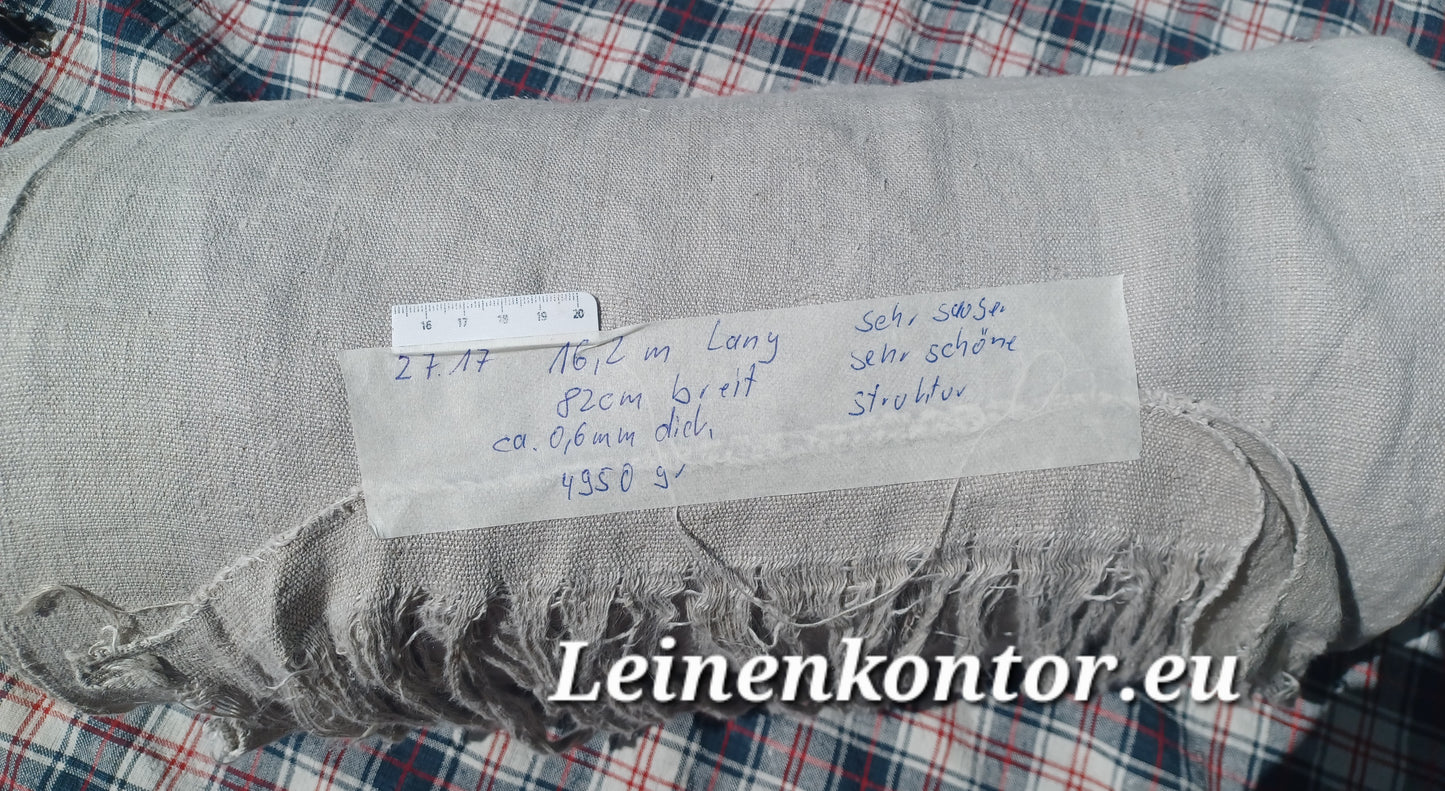 16 17 18 19 20
27.17 16,2 m Lang
82cm breit
ca. 0,6mm dick
4950 gr
sehr
sehr schöne
Struktur
Leinenkontor.eu